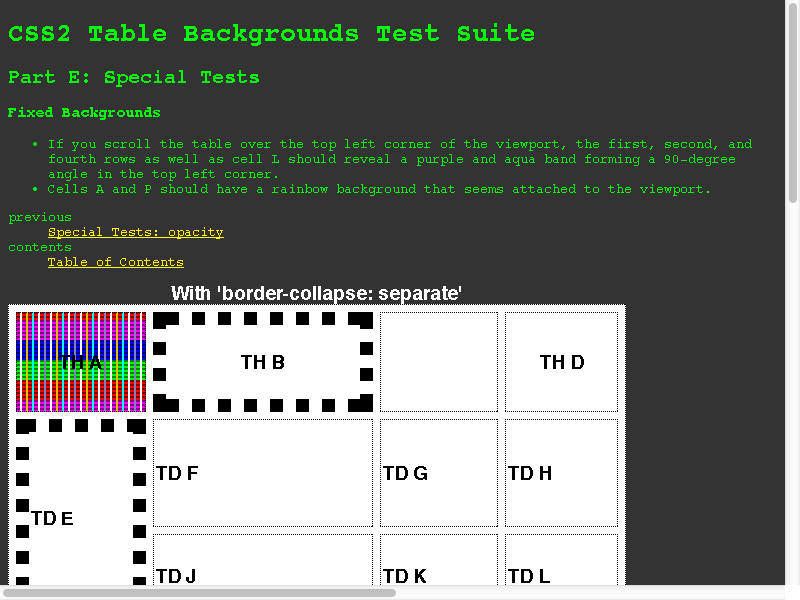 CSS2 Table Backgrounds Test Suite
Part E: Special Tests
Fixed Backgrounds
• If you scroll the table over the top left corner of the viewport, the first, second, and
fourth rows as well as cell L should reveal a purple and aqua band forming a 90-degree
angle in the top left corner.
• Cells A and P should have a rainbow background that seems attached to the viewport.
previous
Special Tests: opacity
contents
Table of Contents
With 'border-collapse: separate'
TH A TH B TH D
TD F TD G TD H
TD E
TD J TD K TD L